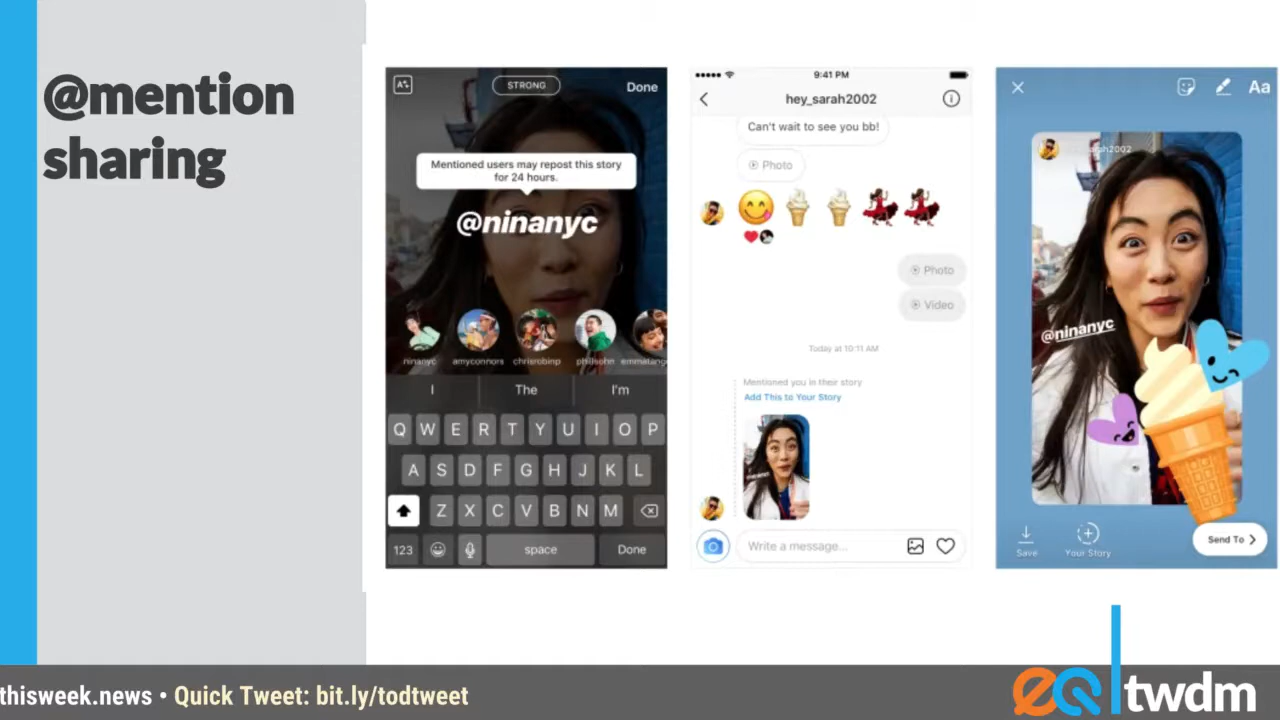 @mention
sharing
STRONG
Done
Mentioned users may repost this story
for 24 hours.
@ninanyc
ninanyc amyconnors chrisrobinp philjsohn emmatang
I The I'm
Q W E R T Y U I O P
A S D F G H J K L
Z X C V B N M
123 space Done
9:41 PM
hey_sarah2002
Can't wait to see you bb!
Photo
Photo
Video
Today at 10:11 AM
Mentioned you in their story
Add This to Your Story
Write a message...
Aa
@ninanyc
Save
Your Story
Send To
thisweek.news • Quick Tweet: bit.ly/todtweet
eq twdm